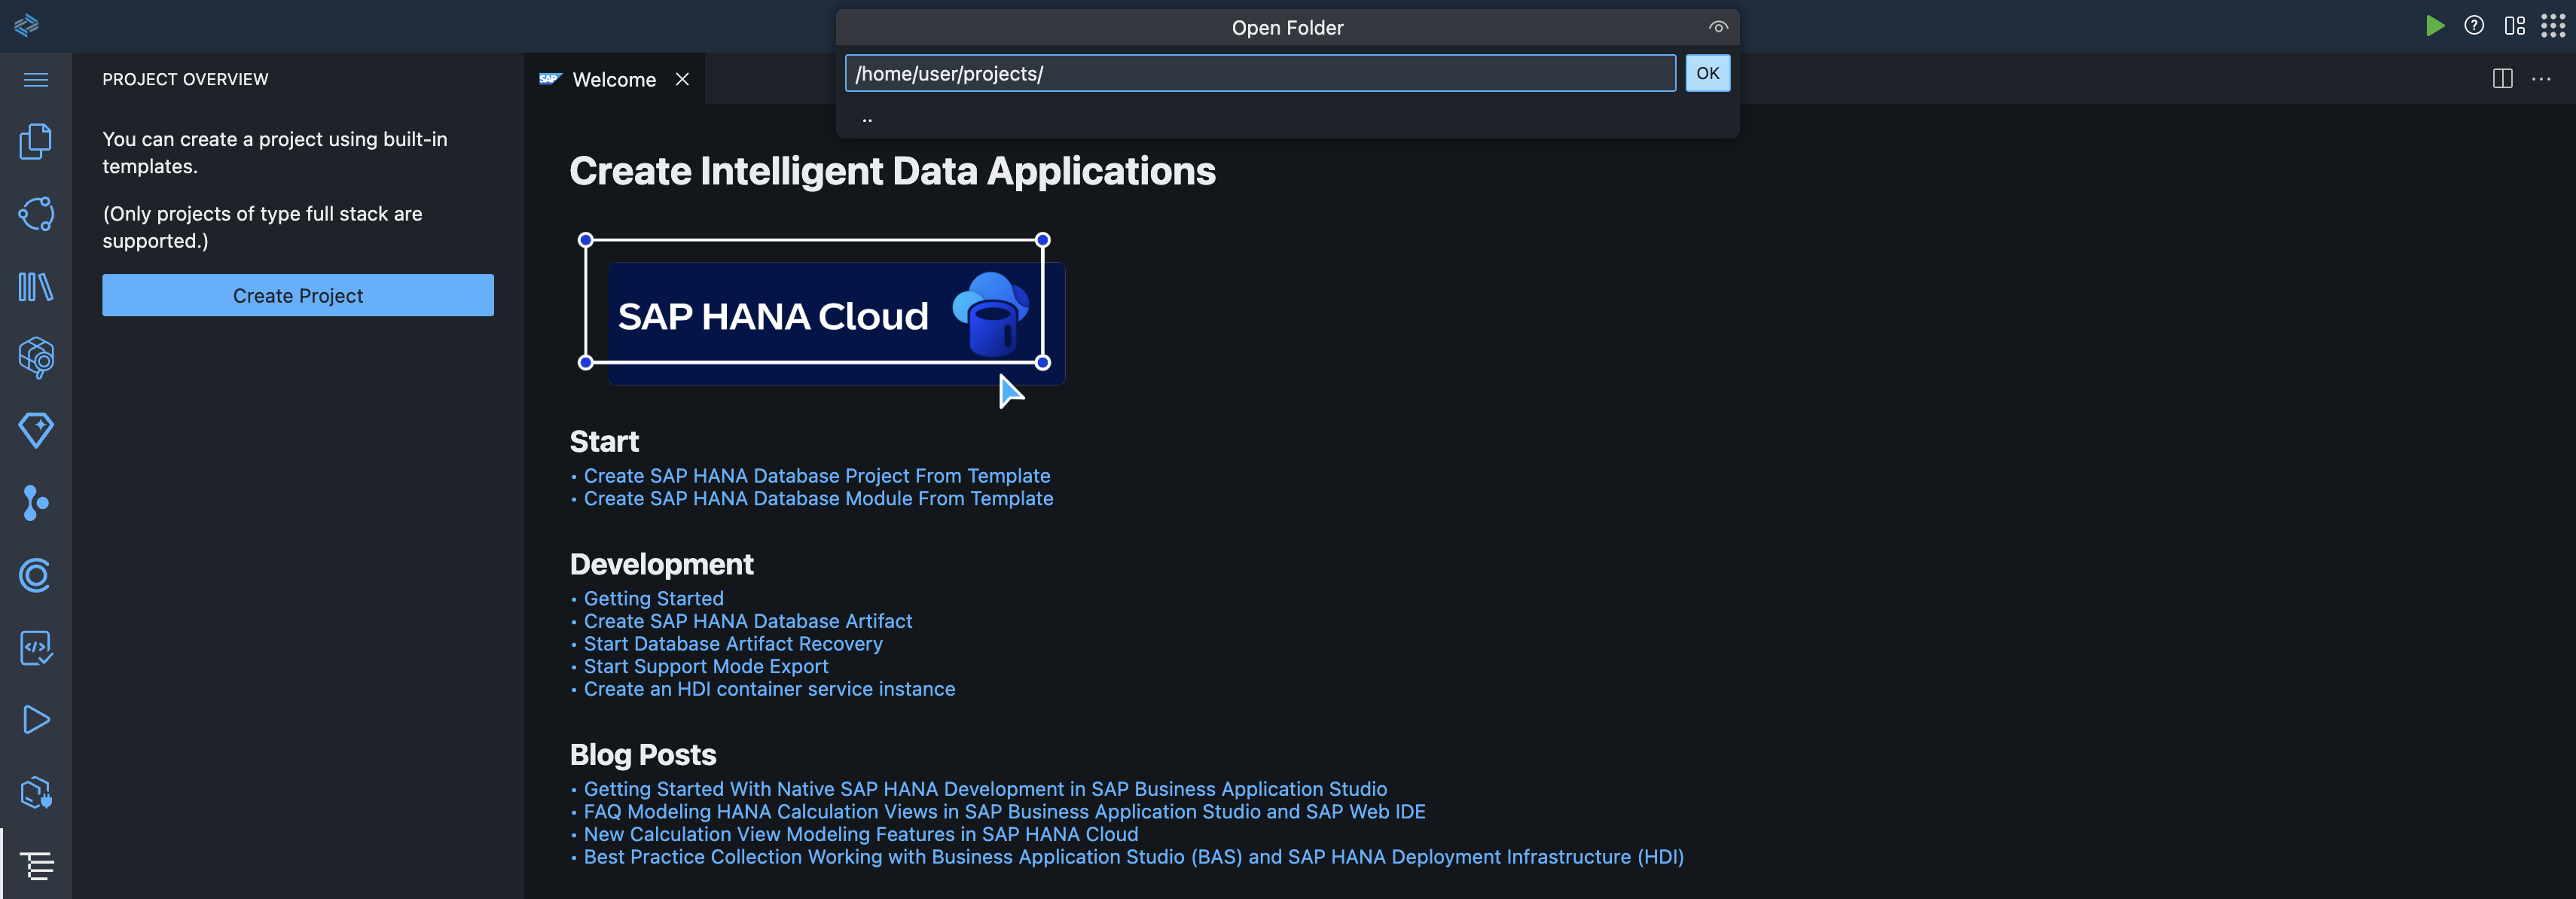 Open Folder
/home/user/projects/
OK
..
PROJECT OVERVIEW
You can create a project using built-in
templates.
(Only projects of type full stack are
supported.)
Create Project
SAP Welcome
Create Intelligent Data Applications
SAP HANA Cloud
Start
• Create SAP HANA Database Project From Template
• Create SAP HANA Database Module From Template
Development
• Getting Started
• Create SAP HANA Database Artifact
• Start Database Artifact Recovery
• Start Support Mode Export
• Create an HDI container service instance
Blog Posts
• Getting Started With Native SAP HANA Development in SAP Business Application Studio
• FAQ Modeling HANA Calculation Views in SAP Business Application Studio and SAP Web IDE
• New Calculation View Modeling Features in SAP HANA Cloud
• Best Practice Collection Working with Business Application Studio (BAS) and SAP HANA Deployment Infrastructure (HDI)